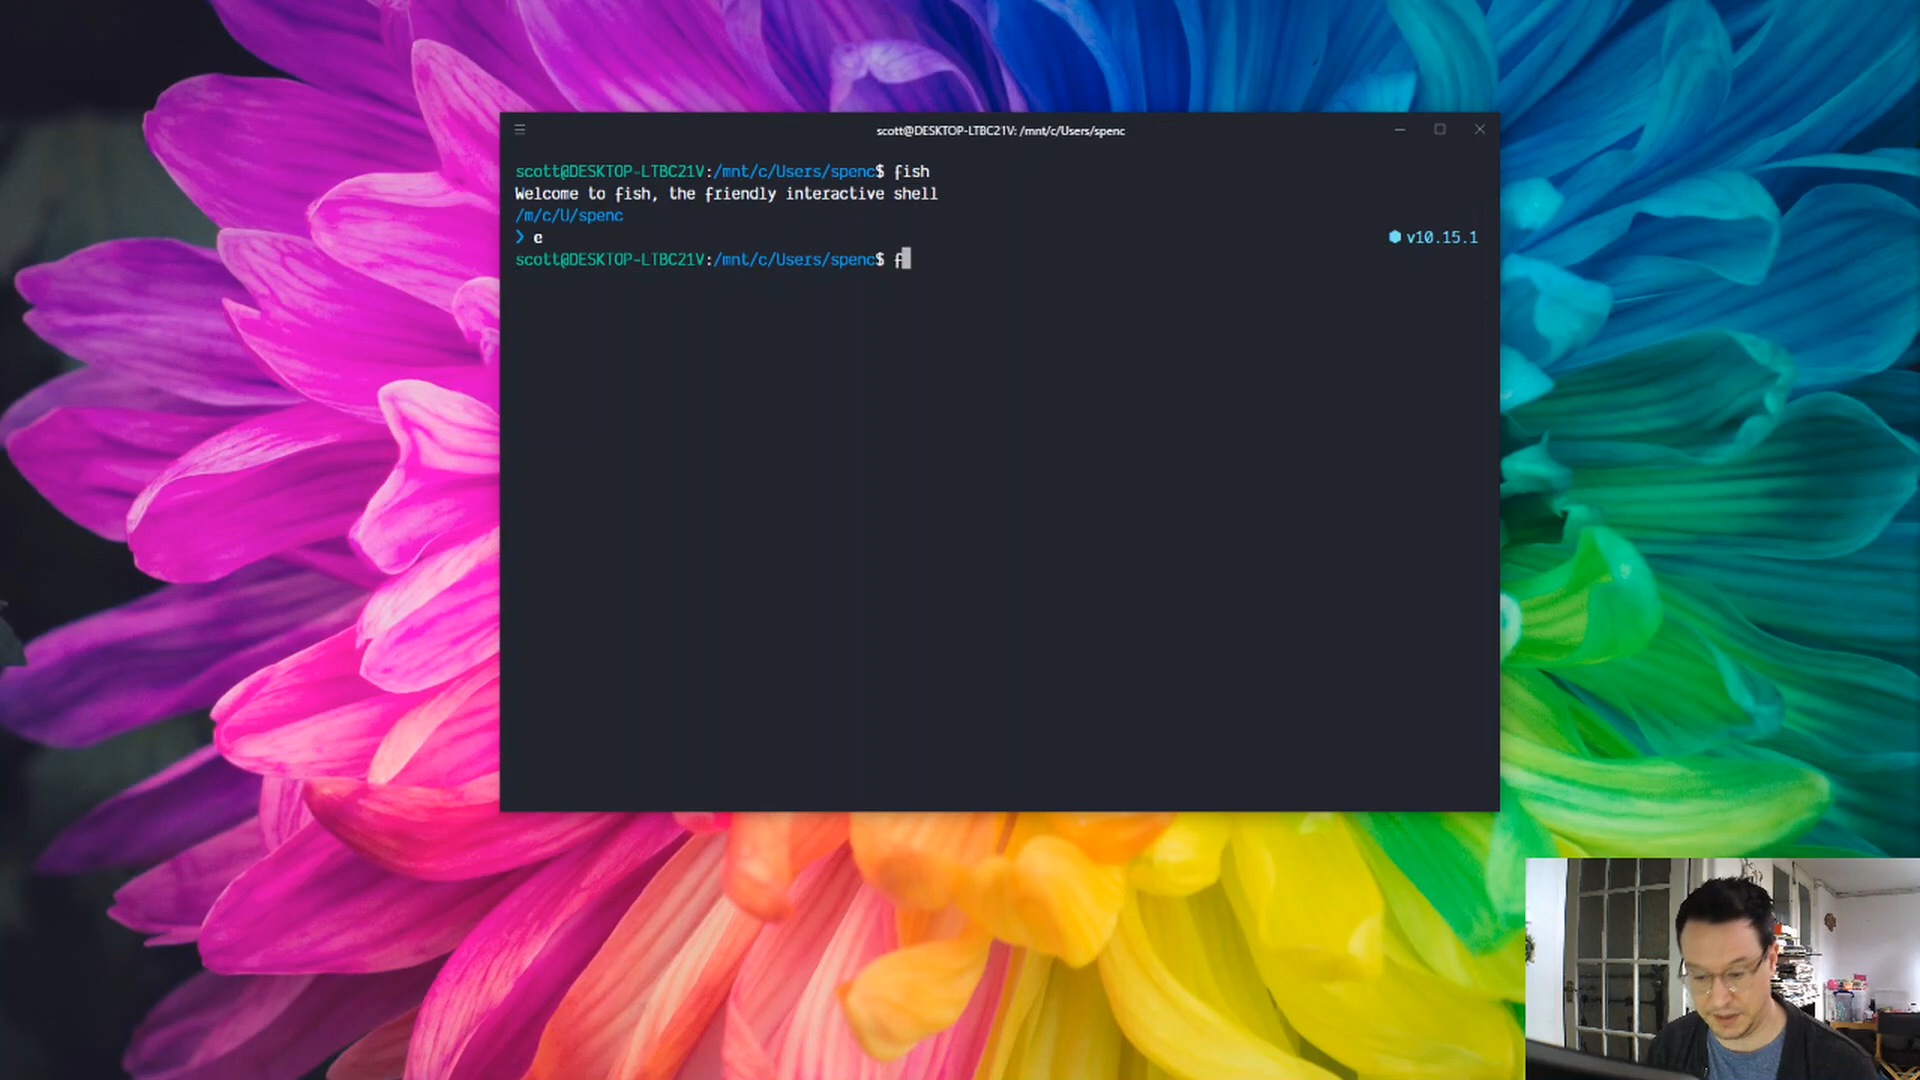 scott@DESKTOP-LTBC21V: /mnt/c/Users/spenc
scott@DESKTOP-LTBC21V:/mnt/c/Users/spenc$ fish
Welcome to fish, the friendly interactive shell
/m/c/U/spenc
❯ e v10.15.1
scott@DESKTOP-LTBC21V:/mnt/c/Users/spenc$ f